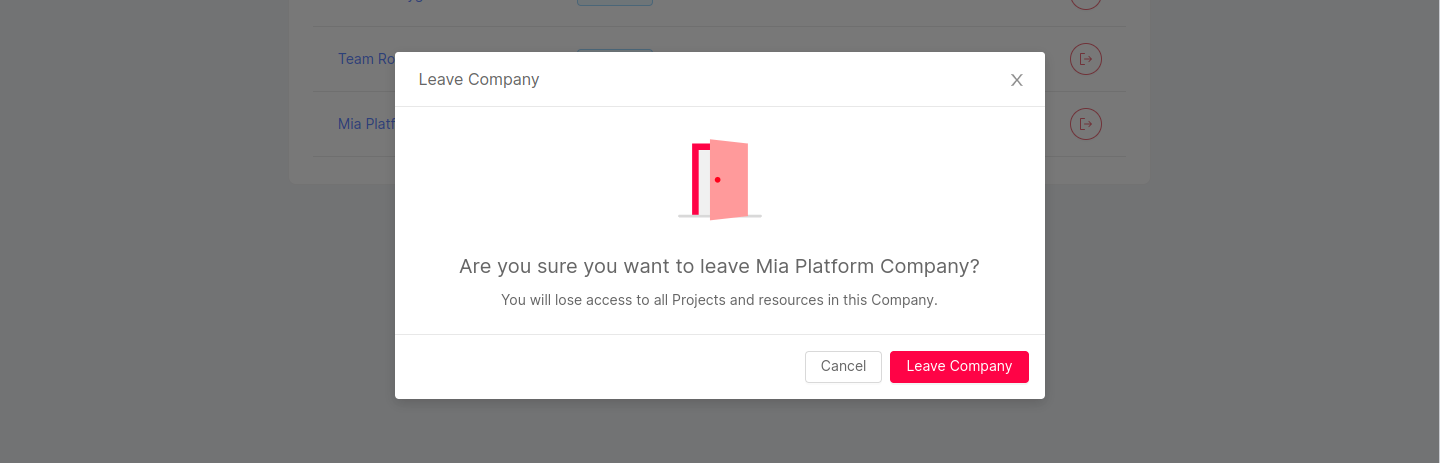 Team Ro
Leave Company
Mia Platf
Are you sure you want to leave Mia Platform Company?
You will lose access to all Projects and resources in this Company.
Cancel
Leave Company